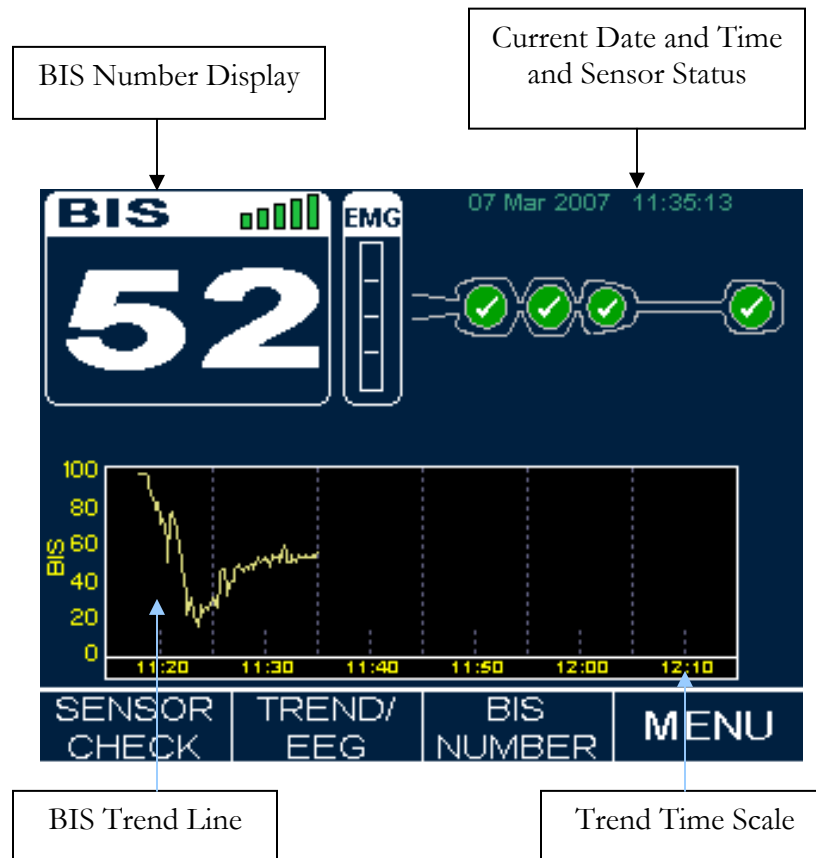 Current Date and Time
and Sensor Status
BIS Number Display
BIS
EMG
07 Mar 2007 11:35:13
52
100
80
60
40
20
0
BIS
11:20 11:30 11:40 11:50 12:00 12:10
SENSOR
CHECK
TREND/
EEG
BIS
NUMBER
MENU
BIS Trend Line
Trend Time Scale